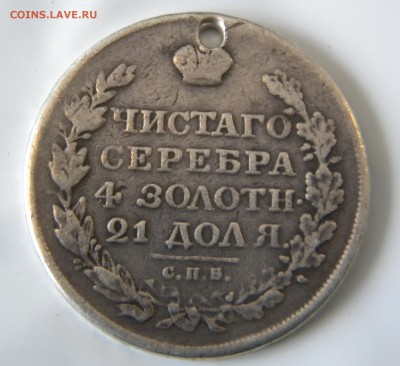 COINS.LAVE.RU
ЧИСТАГО
СЕРЕБРА
4 ЗОЛОТН.
21 ДОЛЯ.
С.П.Б.